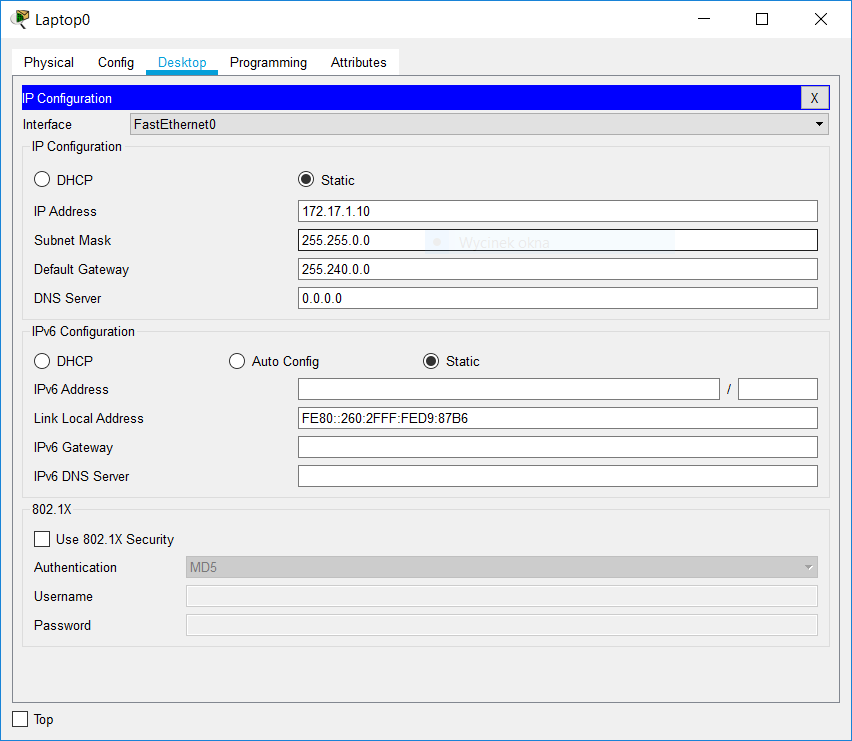 Laptop0
Physical Config Desktop Programming Attributes
IP Configuration X
Interface FastEthernet0
IP Configuration
DHCP Static
IP Address 172.17.1.10
Subnet Mask 255.255.0.0 Wycinek okna
Default Gateway 255.240.0.0
DNS Server 0.0.0.0
IPv6 Configuration
DHCP Auto Config Static
IPv6 Address /
Link Local Address FE80::260:2FFF:FED9:87B6
IPv6 Gateway
IPv6 DNS Server
802.1X
Use 802.1X Security
Authentication MD5
Username
Password
Top